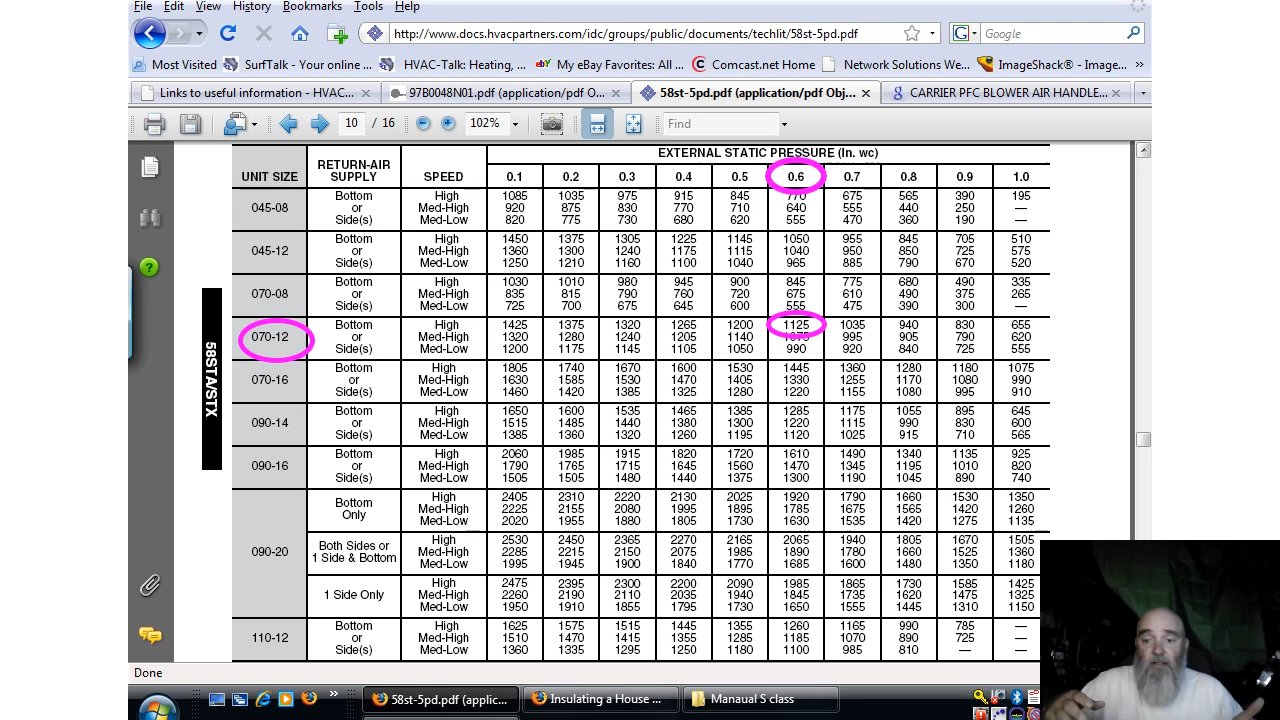 File Edit View History Bookmarks Tools Help
http://www.docs.hvacpartners.com/idc/groups/public/documents/techlit/58st-5pd.pdf Google
Most Visited SurfTalk - Your online ... HVAC-Talk: Heating, ... eBY My eBay Favorites: All ... Comcast.net Home Network Solutions We... ImageShack® - Imag... »
Links to useful information - HVAC... 97B0048N01.pdf (application/pdf O... 58st-5pd.pdf (application/pdf Obj... CARRIER PFC BLOWER AIR HANDLE...
10 / 16 102% Find
EXTERNAL STATIC PRESSURE (In. wc)
UNIT SIZE RETURN-AIR SUPPLY SPEED 0.1 0.2 0.3 0.4 0.5 0.6 0.7 0.8 0.9 1.0
045-08 Bottom or Side(s)
High 1085 1035 975 915 845 770 675 565 390 195
Med-High 920 875 830 770 710 640 555 440 250 —
Med-Low 820 775 730 680 620 555 470 360 190 —
045-12 Bottom or Side(s)
High 1450 1375 1305 1225 1145 1050 955 845 705 510
Med-High 1360 1300 1240 1175 1115 1040 950 850 725 575
Med-Low 1250 1210 1160 1100 1040 965 885 790 670 520
070-08 Bottom or Side(s)
High 1030 1010 980 945 900 845 775 680 490 335
Med-High 835 815 790 760 720 675 610 490 375 265
Med-Low 725 700 675 645 600 555 475 390 300 —
070-12 Bottom or Side(s)
High 1425 1375 1320 1265 1200 1125 1035 940 830 655
Med-High 1320 1280 1240 1205 1140 1075 995 905 790 620
Med-Low 1200 1175 1145 1105 1050 990 920 840 725 555
070-16 Bottom or Side(s)
High 1805 1740 1670 1600 1530 1445 1360 1280 1180 1075
Med-High 1630 1585 1530 1470 1405 1330 1255 1170 1080 990
Med-Low 1460 1420 1385 1325 1280 1220 1155 1080 995 910
090-14 Bottom or Side(s)
High 1650 1600 1535 1465 1385 1285 1175 1055 895 645
Med-High 1515 1485 1440 1380 1300 1220 1115 990 830 600
Med-Low 1385 1360 1320 1260 1195 1120 1025 915 710 565
090-16 Bottom or Side(s)
High 2060 1985 1915 1820 1720 1610 1490 1340 1135 925
Med-High 1790 1765 1715 1645 1560 1470 1345 1195 1010 820
Med-Low 1505 1505 1480 1440 1375 1300 1190 1045 890 740
090-20 Bottom Only
High 2405 2310 2220 2130 2025 1920 1790 1660 1530 1350
Med-High 2225 2155 2080 1995 1895 1785 1675 1565 1420 1260
Med-Low 2020 1955 1880 1805 1730 1630 1535 1420 1275 1135
Both Sides or 1 Side & Bottom
High 2530 2450 2365 2270 2165 2065 1940 1805 1670 1505
Med-High 2285 2215 2150 2075 1985 1890 1780 1660 1525 1360
Med-Low 1995 1945 1900 1840 1770 1685 1600 1480 1350 1180
1 Side Only
High 2475 2395 2300 2200 2090 1985 1865 1730 1585 1425
Med-High 2260 2190 2110 2035 1940 1845 1735 1620 1475 1325
Med-Low 1950 1910 1855 1795 1730 1650 1555 1445 1310 1150
110-12 Bottom or Side(s)
High 1625 1575 1515 1445 1355 1260 1165 990 785 —
Med-High 1510 1470 1415 1355 1285 1185 1070 890 725 —
Med-Low 1360 1335 1295 1250 1180 1100 985 810 — —
58STA/STX
Done
» 58st-5pd.pdf (applic... Insulating a House ... Manaual S class